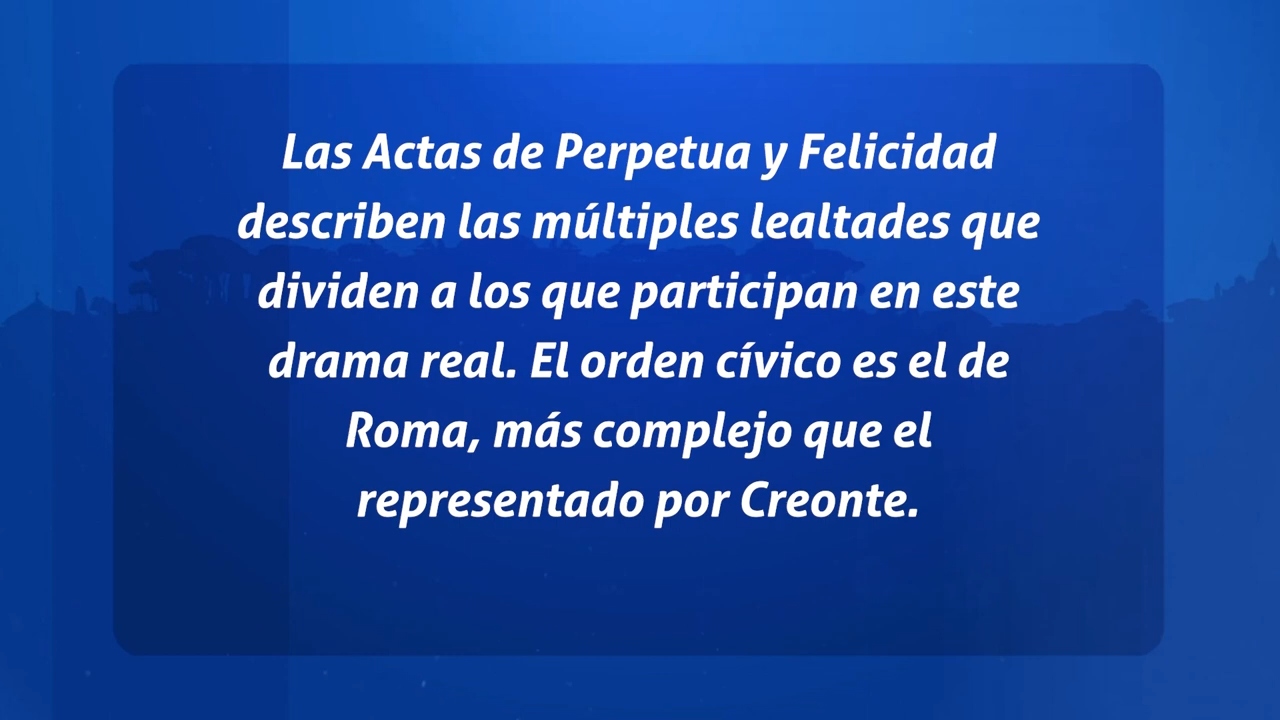 Las Actas de Perpetua y Felicidad
describen las múltiples lealtades que
dividen a los que participan en este
drama real. El orden cívico es el de
Roma, más complejo que el
representado por Creonte.